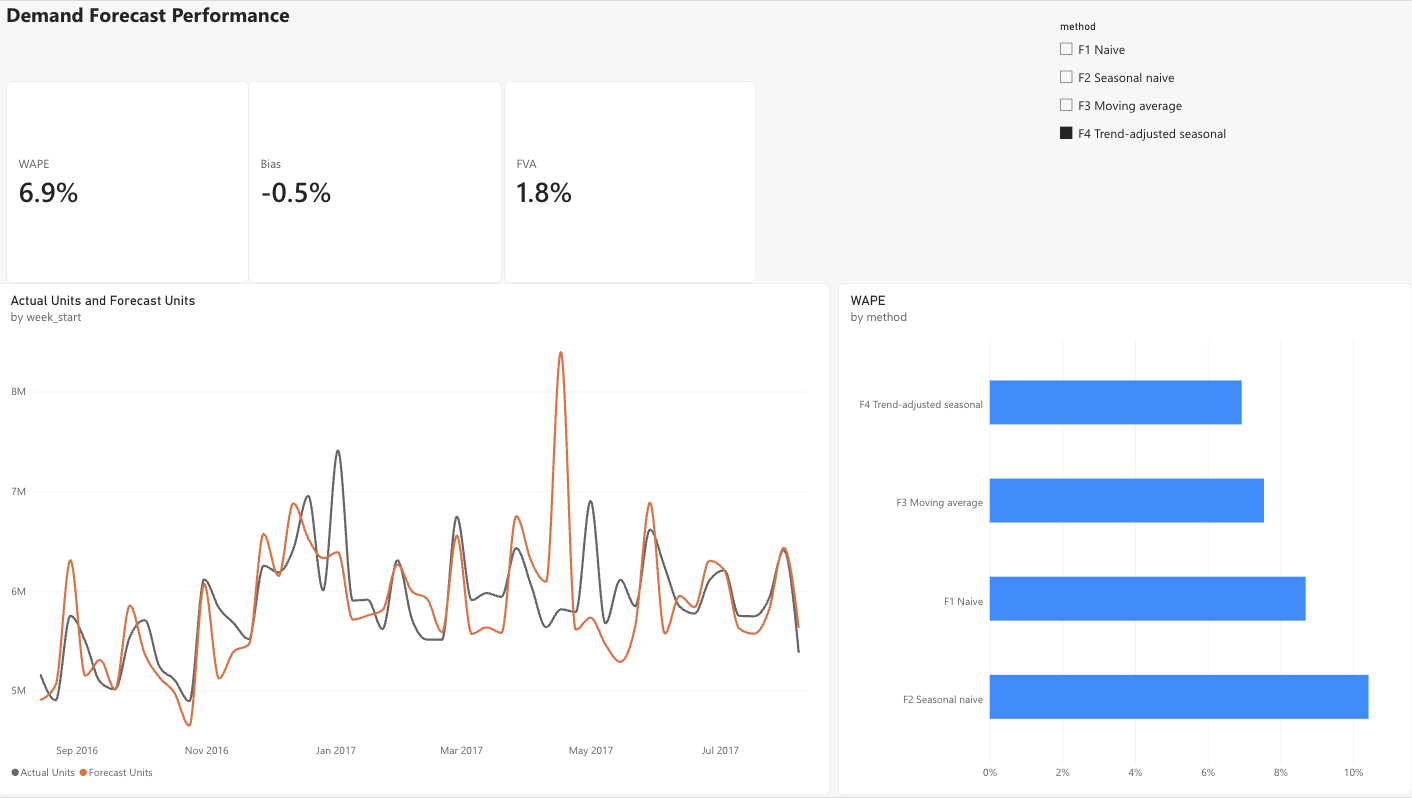 Demand Forecast Performance
method
F1 Naive
F2 Seasonal naive
F3 Moving average
F4 Trend-adjusted seasonal
WAPE
6.9%
Bias
-0.5%
FVA
1.8%
Actual Units and Forecast Units
by week_start
8M
7M
6M
5M
Sep 2016
Nov 2016
Jan 2017
Mar 2017
May 2017
Jul 2017
Actual Units
Forecast Units
WAPE
by method
F4 Trend-adjusted seasonal
F3 Moving average
F1 Naive
F2 Seasonal naive
0%
2%
4%
6%
8%
10%